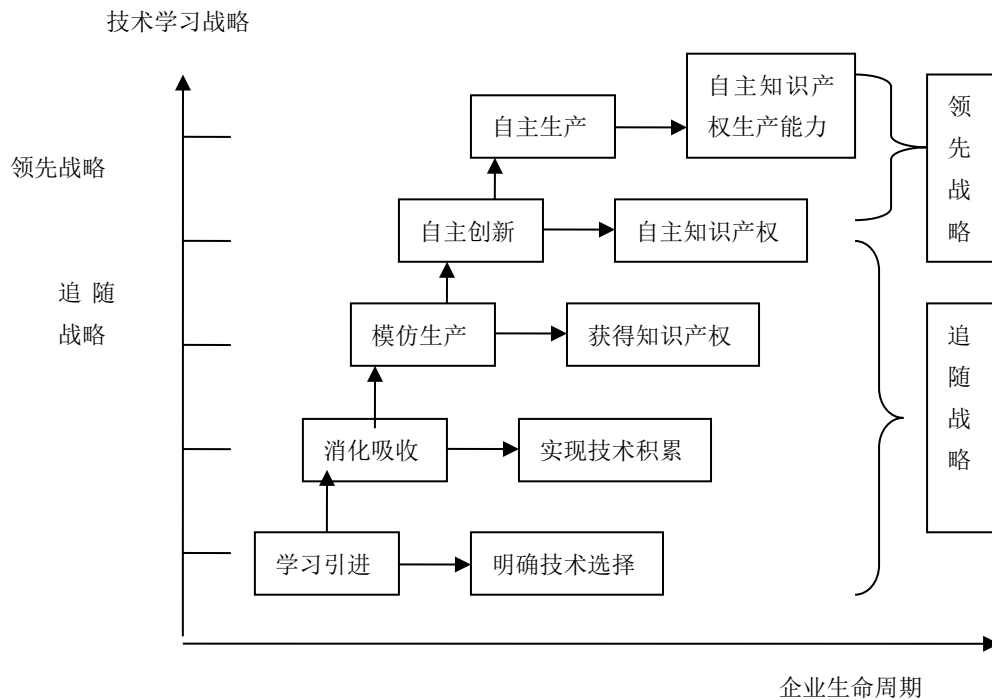 技术学习战略
自主知识产
权生产能力
自主生产
领
先
战
略
领先战略
自主创新
自主知识产权
追 随
战略
模仿生产
获得知识产权
追
随
战
略
消化吸收
实现技术积累
学习引进
明确技术选择
企业生命周期